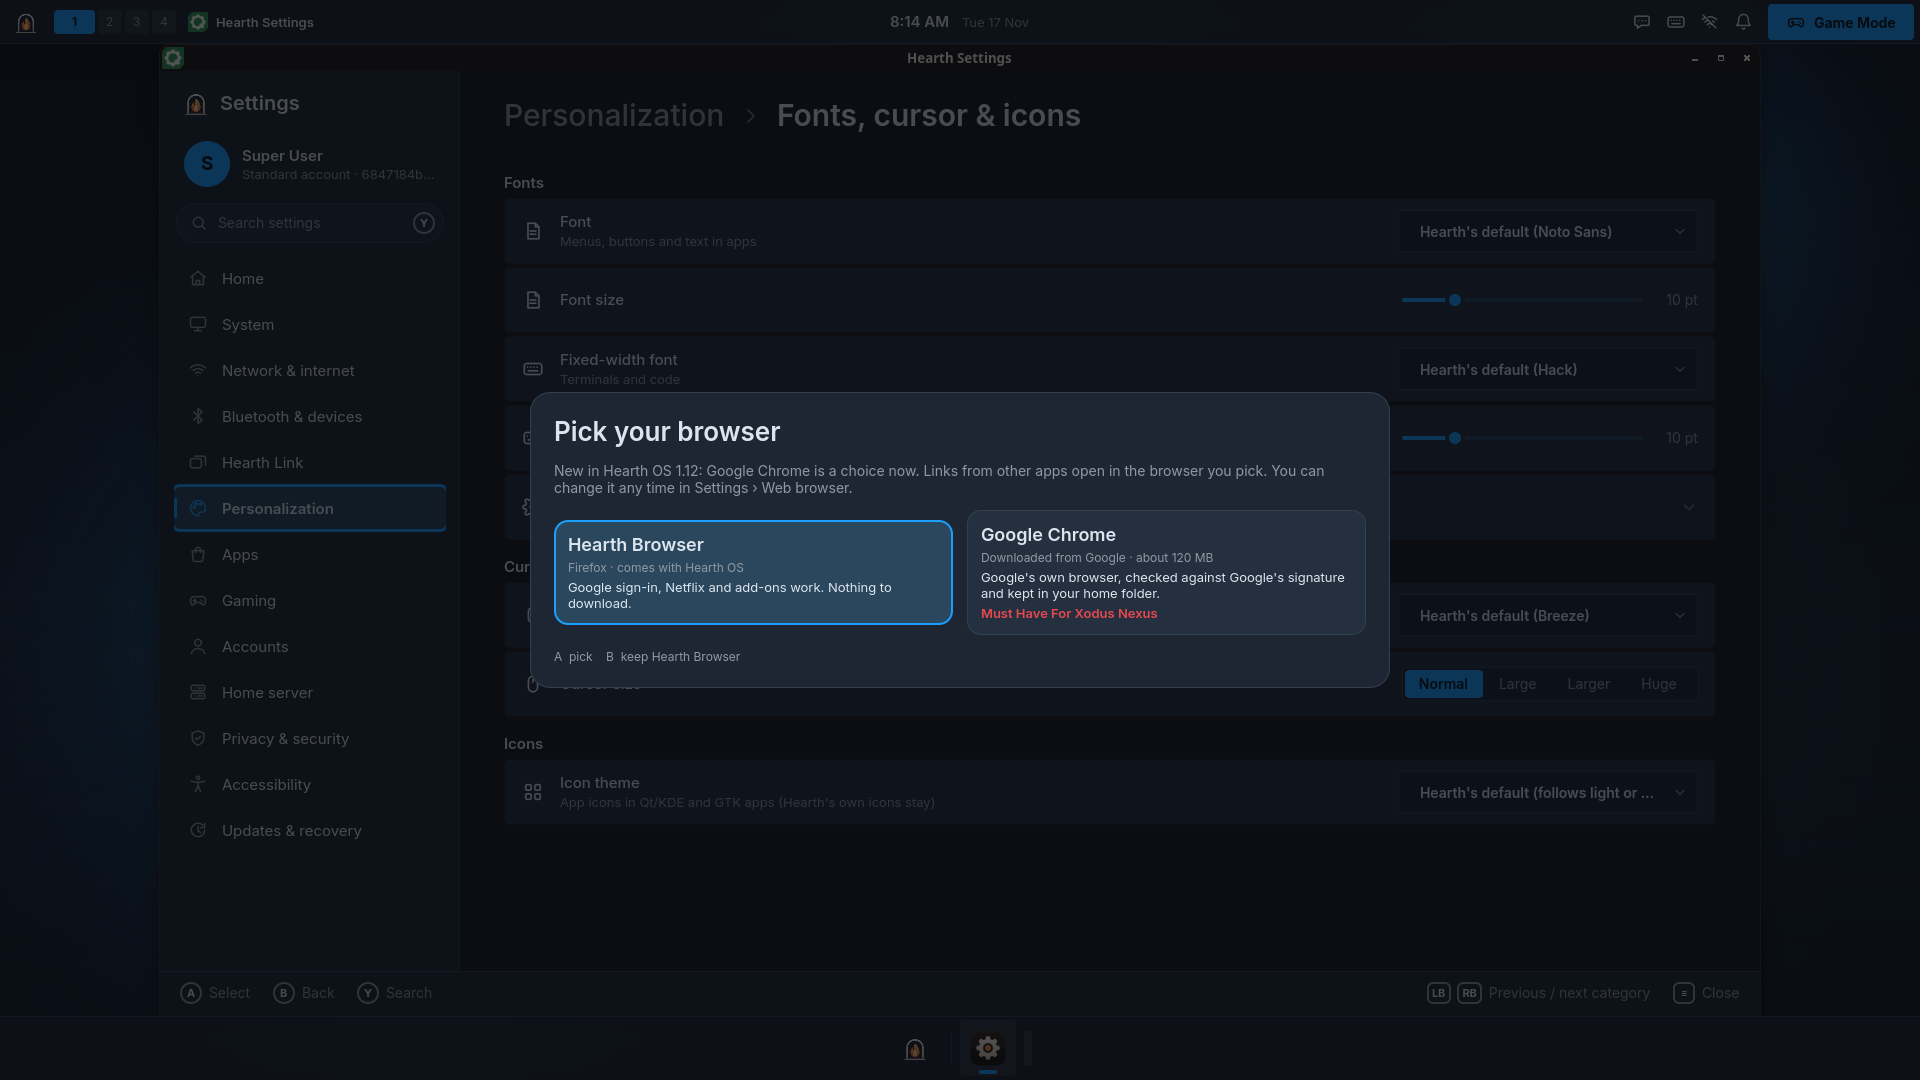 1 2 3 4 Hearth Settings
8:14 AM Tue 17 Nov
Game Mode
Hearth Settings
Settings
S
Super User
Standard account · 6847184b...
Search settings Y
Home
System
Network & internet
Bluetooth & devices
Hearth Link
Personalization
Apps
Gaming
Accounts
Home server
Privacy & security
Accessibility
Updates & recovery
Personalization › Fonts, cursor & icons
Fonts
Font
Menus, buttons and text in apps
Hearth's default (Noto Sans)
Font size
10 pt
Fixed-width font
Terminals and code
Hearth's default (Hack)
10 pt
Pick your browser
New in Hearth OS 1.12: Google Chrome is a choice now. Links from other apps open in the browser you pick. You can
change it any time in Settings › Web browser.
Hearth Browser
Firefox · comes with Hearth OS
Google sign-in, Netflix and add-ons work. Nothing to
download.
Google Chrome
Downloaded from Google · about 120 MB
Google's own browser, checked against Google's signature
and kept in your home folder.
Must Have For Xodus Nexus
A pick B keep Hearth Browser
Hearth's default (Breeze)
Normal Large Larger Huge
Icons
Icon theme
App icons in Qt/KDE and GTK apps (Hearth's own icons stay)
Hearth's default (follows light or ...
A Select B Back Y Search
LB RB Previous / next category Close